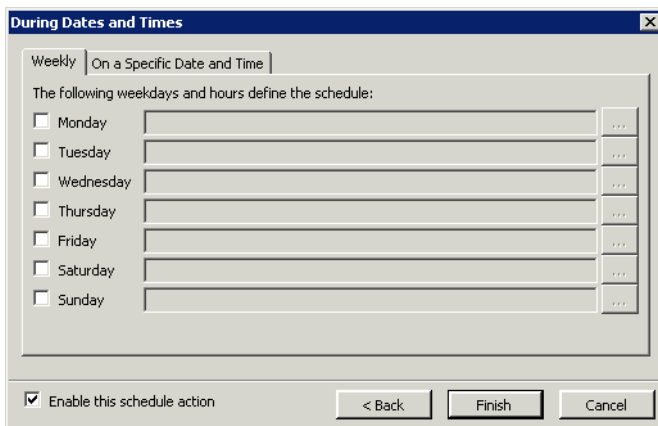 During Dates and Times
Weekly On a Specific Date and Time
The following weekdays and hours define the schedule:
Monday ...
Tuesday ...
Wednesday ...
Thursday ...
Friday ...
Saturday ...
Sunday ...
Enable this schedule action < Back Finish Cancel